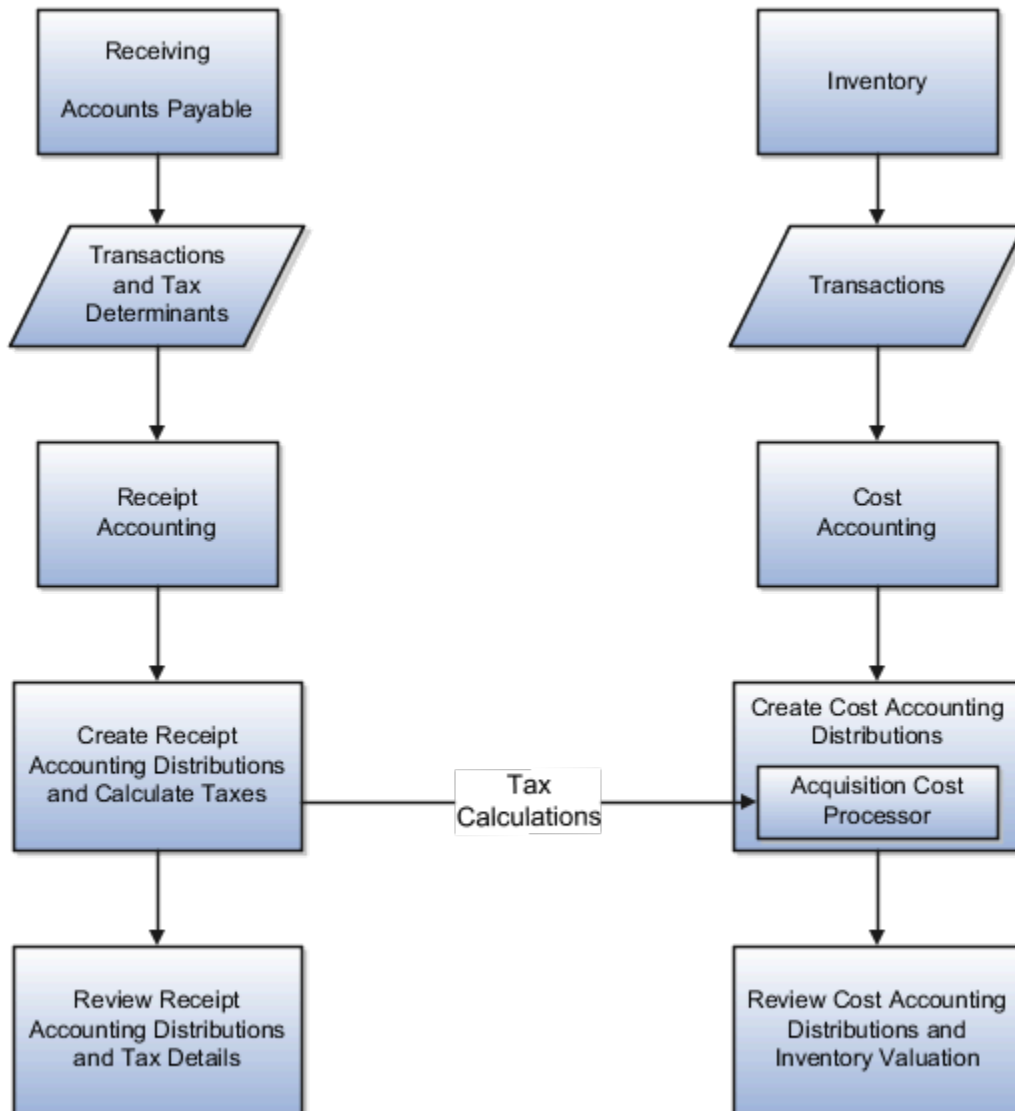 Receiving
Accounts Payable
Inventory
Transactions
and Tax
Determinants
Transactions
Receipt
Accounting
Cost
Accounting
Create Receipt
Accounting Distributions
and Calculate Taxes
Tax
Calculations
Create Cost Accounting
Distributions
Acquisition Cost
Processor
Review Receipt
Accounting Distributions
and Tax Details
Review Cost Accounting
Distributions and
Inventory Valuation